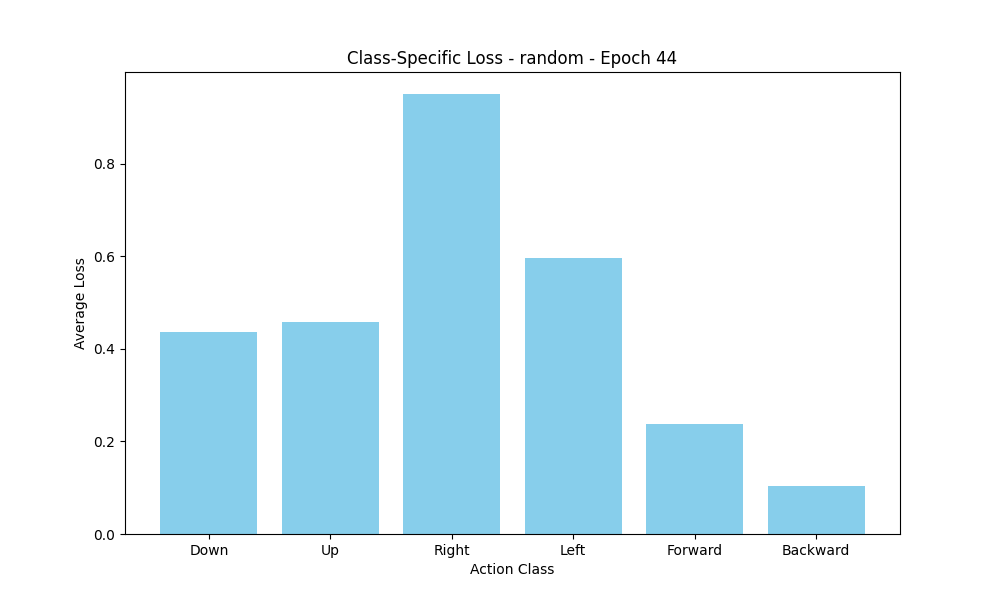 Class-Specific Loss - random - Epoch 44
Average Loss
0.8
0.6
0.4
0.2
0.0
Down Up Right Left Forward Backward
Action Class